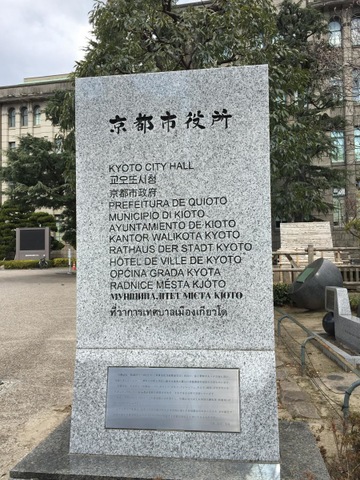 京都市役所
KYOTO CITY HALL
교오또시청
京都市政府
PREFEITURA DE QUIOTO
MUNICIPIO DI KIOTO
AYUNTAMIENTO DE KIOTO
KANTOR WALIKOTA KYOTO
RATHAUS DER STADT KYOTO
HÔTEL DE VILLE DE KYOTO
OPĆINA GRADA KYOTA
RADNICE MĚSTA KJÓTO
МУНІЦИПАЛІТЕТ МІСТА КІОТО
ที่ว่าการเทศบาลเมืองเกียวโต